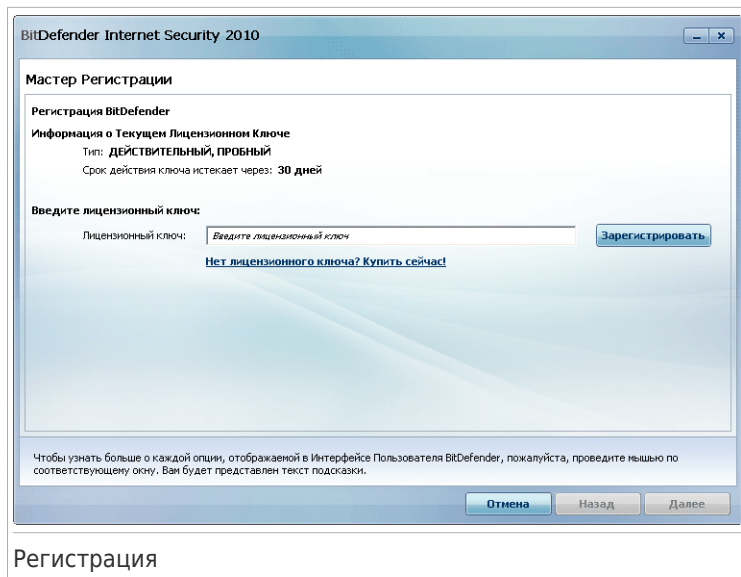 BitDefender Internet Security 2010
Мастер Регистрации
Регистрация BitDefender
Информация о Текущем Лицензионном Ключе
Тип: ДЕЙСТВИТЕЛЬНЫЙ, ПРОБНЫЙ
Срок действия ключа истекает через: 30 дней
Введите лицензионный ключ:
Лицензионный ключ: Введите лицензионный ключ Зарегистрировать
Нет лицензионного ключа? Купить сейчас!
Чтобы узнать больше о каждой опции, отображаемой в Интерфейсе Пользователя BitDefender, пожалуйста, проведите мышью по
соответствующему окну. Вам будет представлен текст подсказки.
Отмена Назад Далее
Регистрация